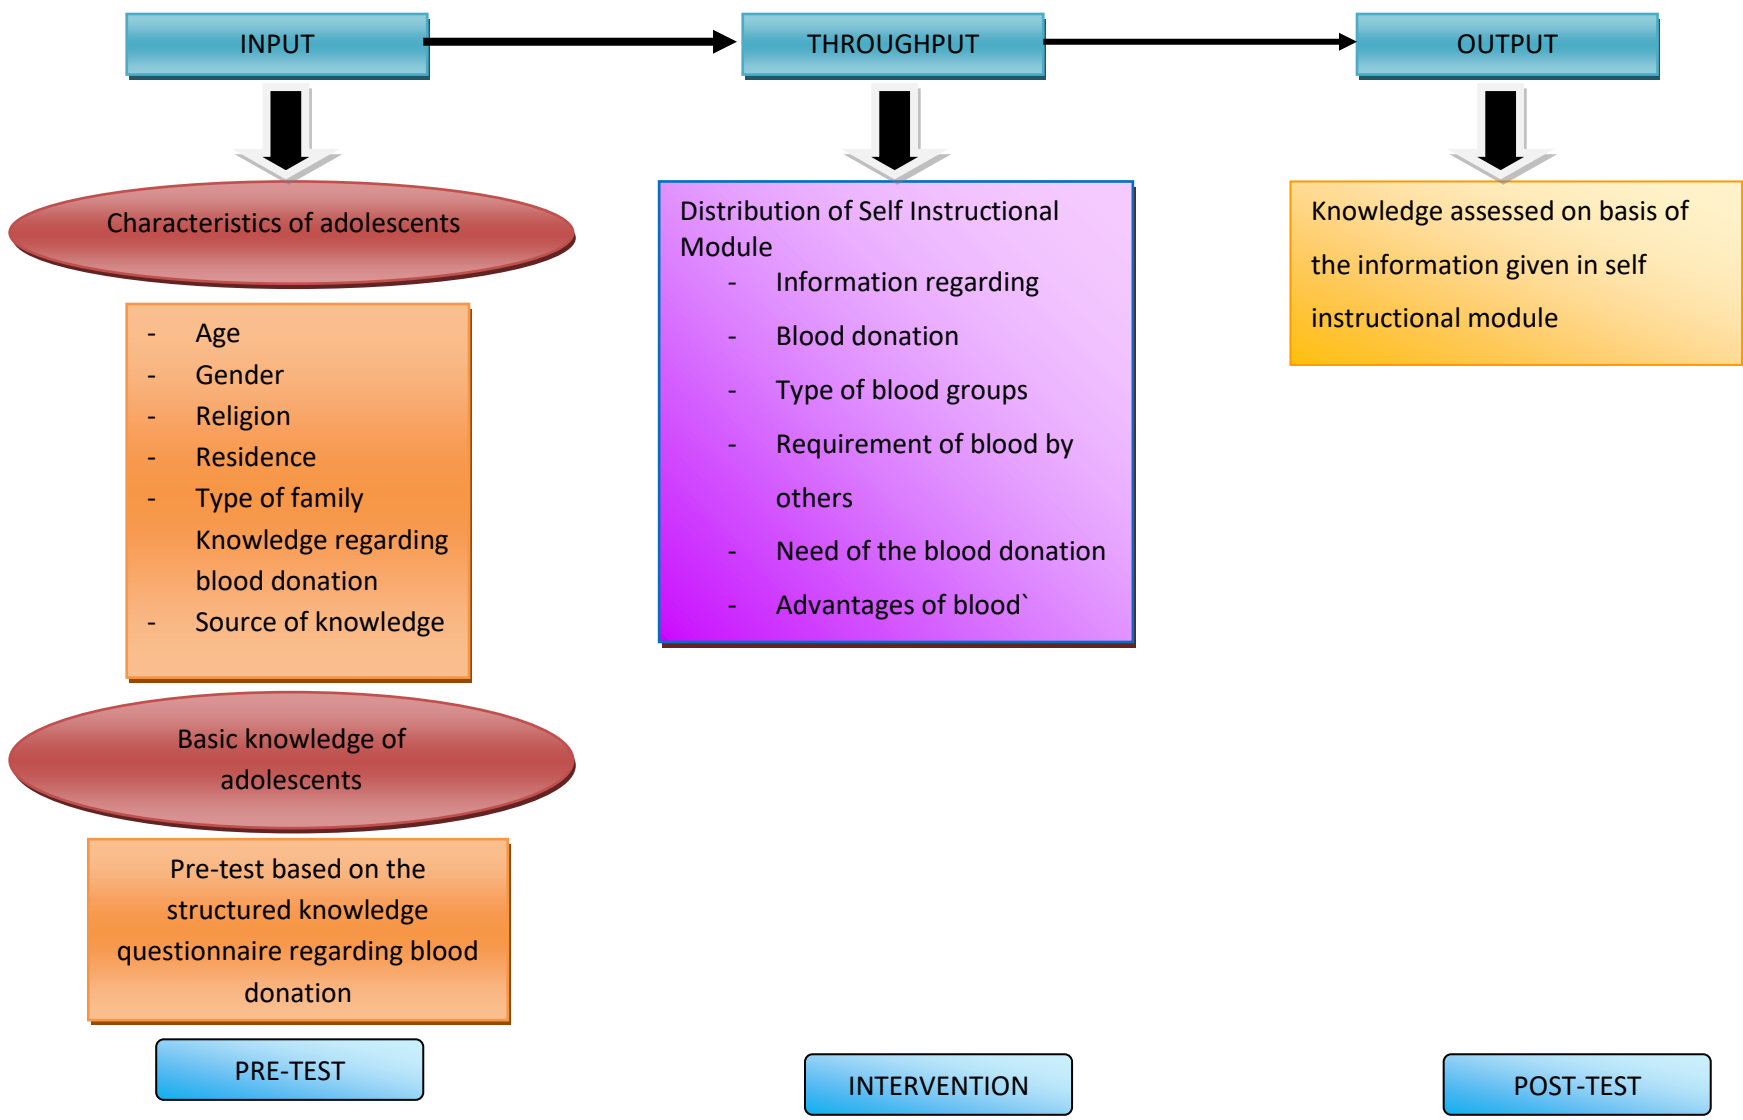 INPUT
THROUGHPUT
OUTPUT
Characteristics of adolescents
- Age
- Gender
- Religion
- Residence
- Type of family
Knowledge regarding
blood donation
- Source of knowledge
Basic knowledge of
adolescents
Pre-test based on the
structured knowledge
questionnaire regarding blood
donation
PRE-TEST
Distribution of Self Instructional
Module
- Information regarding
- Blood donation
- Type of blood groups
- Requirement of blood by
others
- Need of the blood donation
- Advantages of blood`
INTERVENTION
Knowledge assessed on basis of
the information given in self
instructional module
POST-TEST